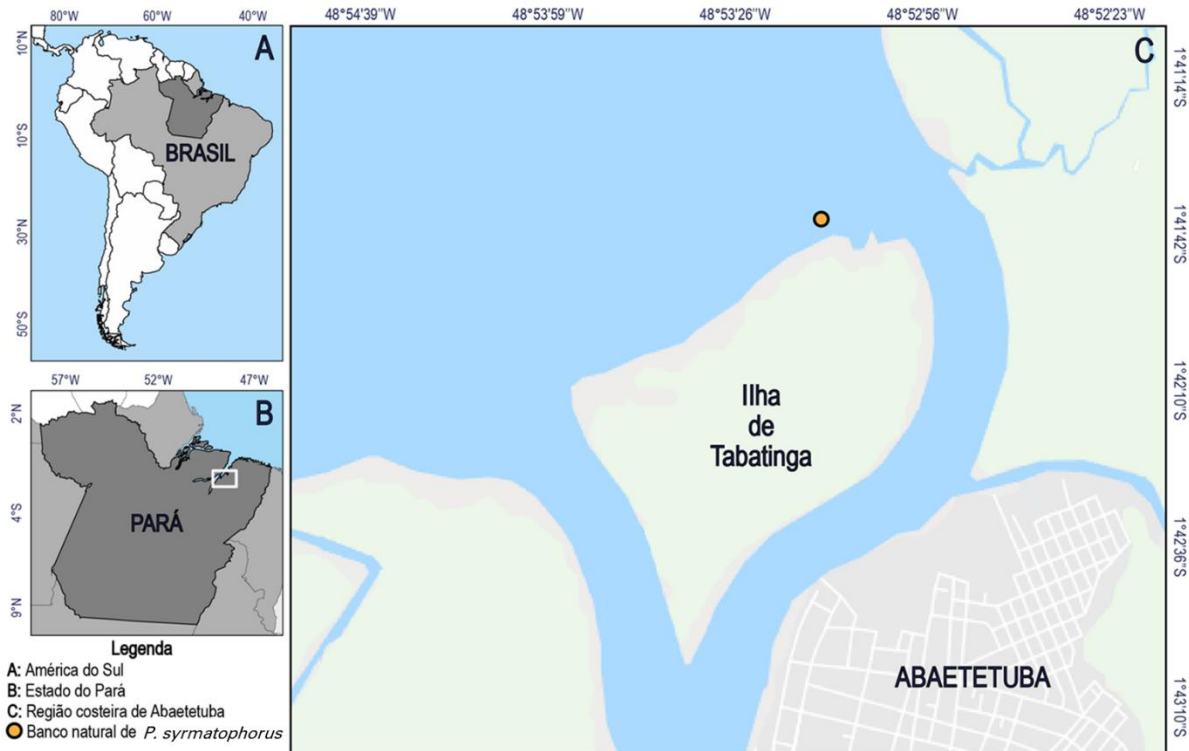 80°W 60°W 40°W
10°N
10°S
30°N
50°S
A
BRASIL
57°W 52°W 47°W
2°N
4°S
9°N
B
PARÁ
Legenda
A: América do Sul
B: Estado do Pará
C: Região costeira de Abaetetuba
Banco natural de P. syrmatophorus
48°54'39"W 48°53'59"W 48°53'26"W 48°52'56"W 48°52'23"W
C
1°41'14"S
1°41'42"S
1°42'10"S
1°42'36"S
1°43'10"S
Ilha
de
Tabatinga
ABAETETUBA